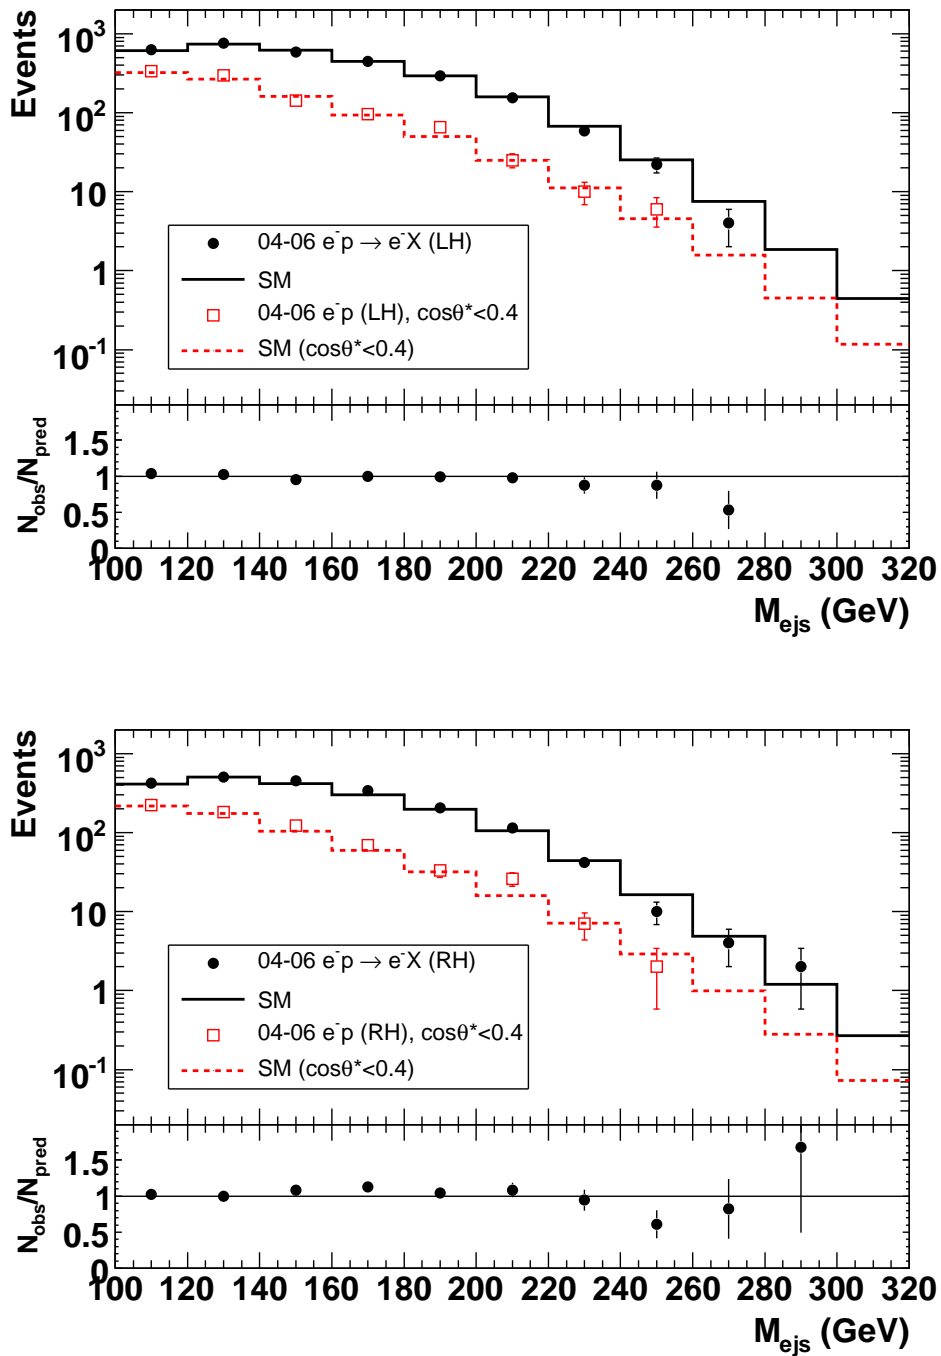 Events
10³
10²
10
1
10⁻¹
04-06 e⁻p → e⁻X (LH)
SM
04-06 e⁻p (LH), cosθ*<0.4
SM (cosθ*<0.4)
N_obs/N_pred
1.5
1
0.5
0
100 120 140 160 180 200 220 240 260 280 300 320
M_ejs (GeV)
Events
10³
10²
10
1
10⁻¹
04-06 e⁻p → e⁻X (RH)
SM
04-06 e⁻p (RH), cosθ*<0.4
SM (cosθ*<0.4)
N_obs/N_pred
1.5
1
0.5
0
100 120 140 160 180 200 220 240 260 280 300 320
M_ejs (GeV)